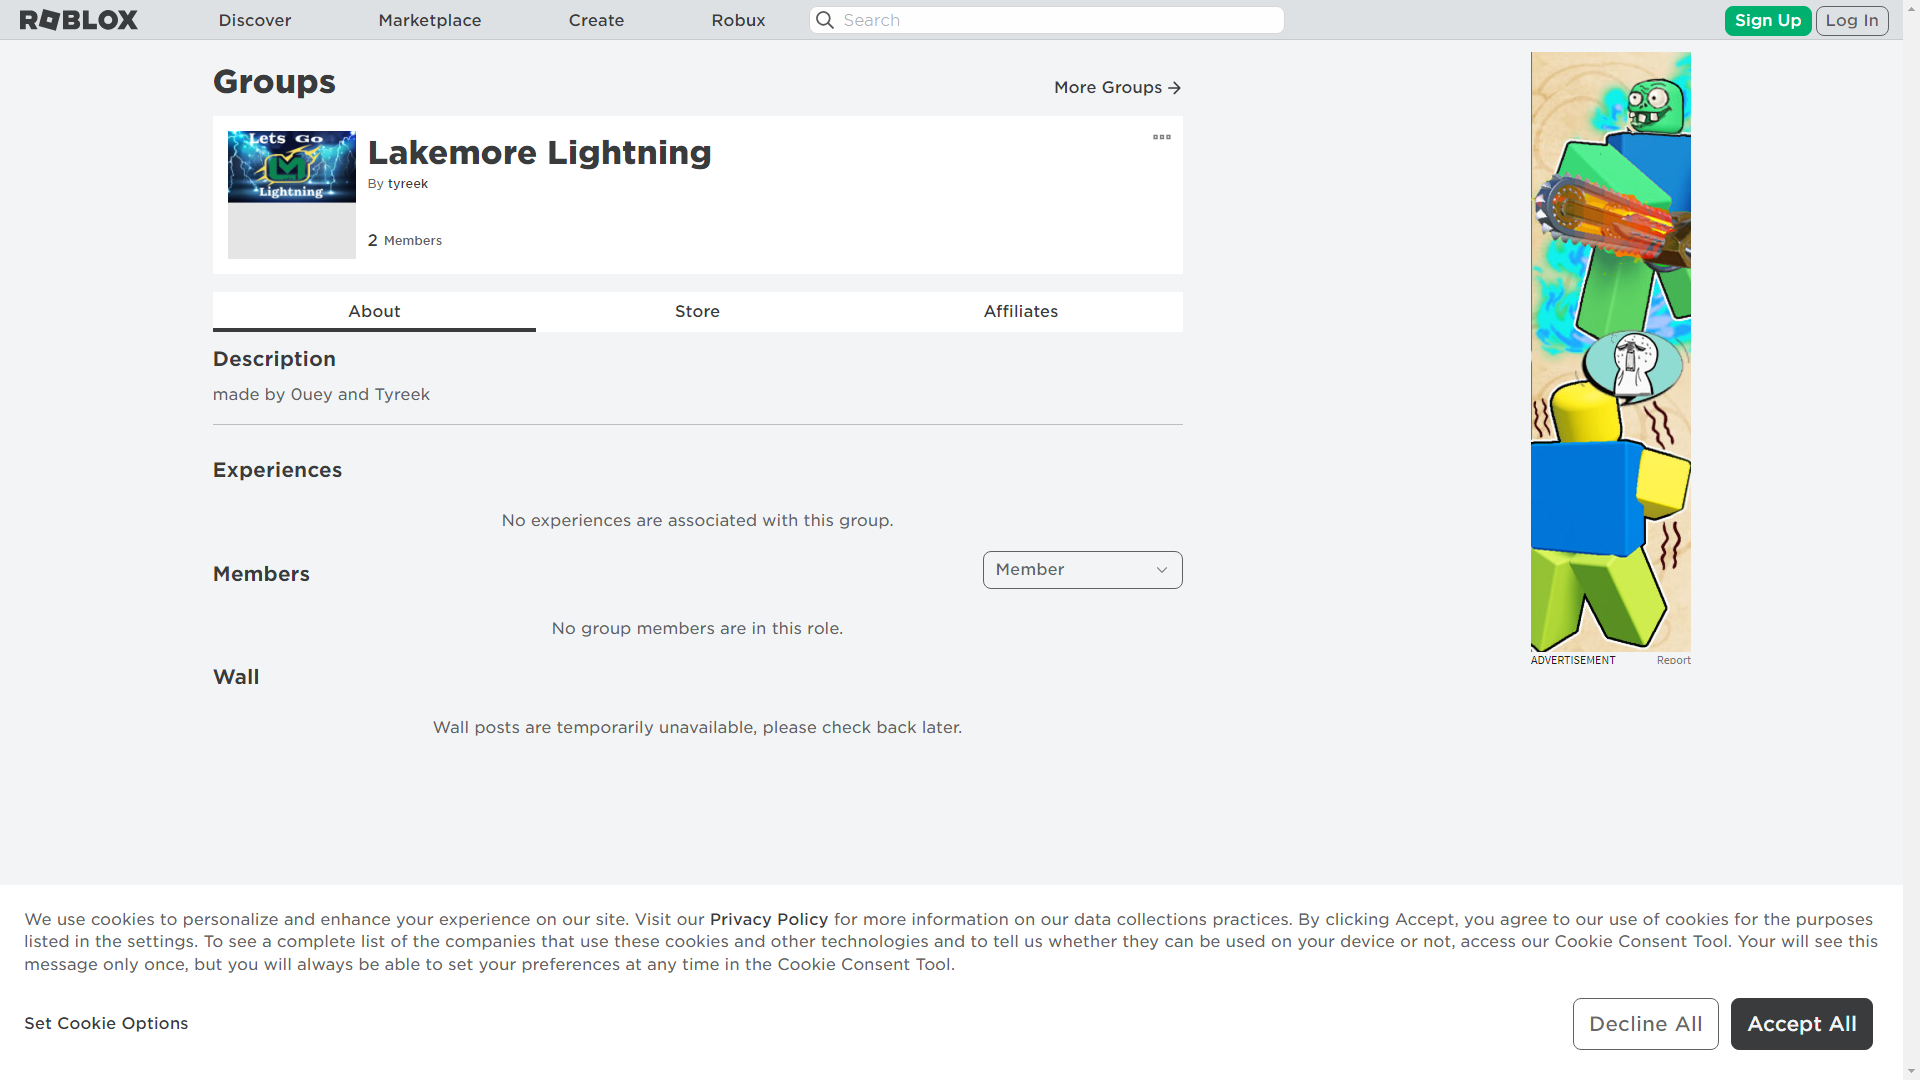 ROBLOX Discover Marketplace Create Robux Search Sign Up Log In
Groups
More Groups
Lets Go
Lightning
Lakemore Lightning
By tyreek
2 Members
About Store Affiliates
Description
made by 0uey and Tyreek
Experiences
No experiences are associated with this group.
Members
Member
No group members are in this role.
Wall
Wall posts are temporarily unavailable, please check back later.
ADVERTISEMENT Report
We use cookies to personalize and enhance your experience on our site. Visit our Privacy Policy for more information on our data collections practices. By clicking Accept, you agree to our use of cookies for the purposes
listed in the settings. To see a complete list of the companies that use these cookies and other technologies and to tell us whether they can be used on your device or not, access our Cookie Consent Tool. Your will see this
message only once, but you will always be able to set your preferences at any time in the Cookie Consent Tool.
Set Cookie Options
Decline All
Accept All